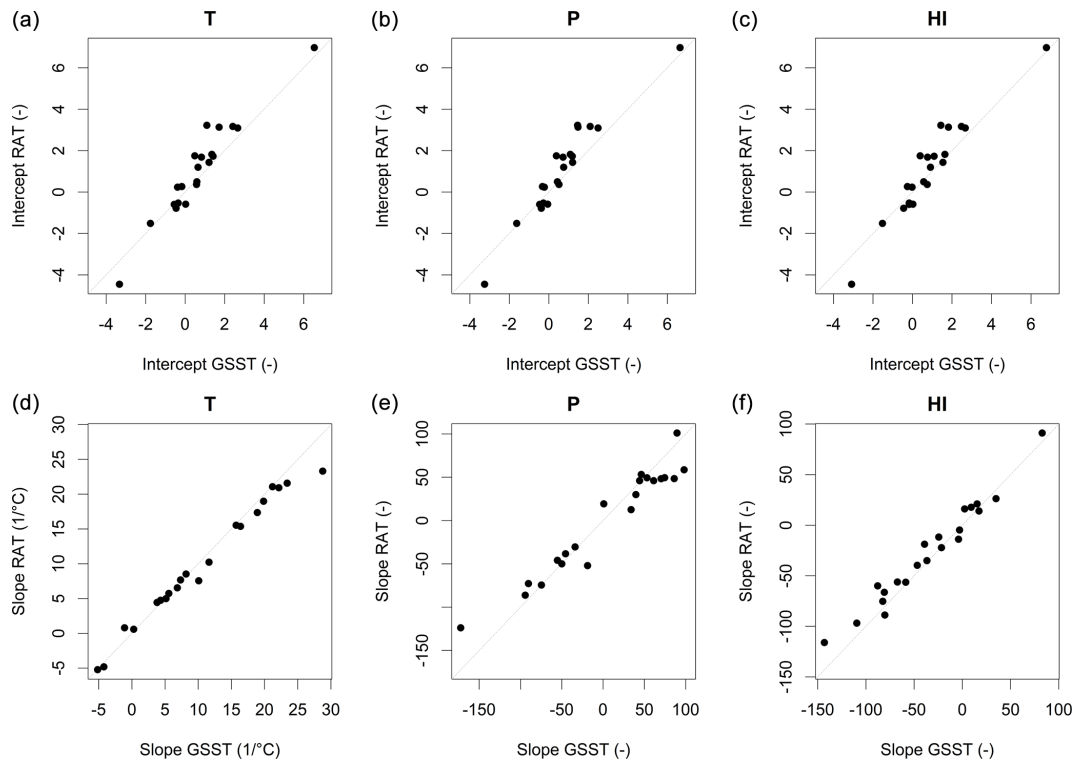 (a) T
Intercept RAT (-)
6
4
2
0
-2
-4
-4 -2 0 2 4 6
Intercept GSST (-)
(b) P
Intercept RAT (-)
6
4
2
0
-2
-4
-4 -2 0 2 4 6
Intercept GSST (-)
(c) HI
Intercept RAT (-)
6
4
2
0
-2
-4
-4 -2 0 2 4 6
Intercept GSST (-)
(d) T
Slope RAT (1/°C)
30
25
20
15
10
5
0
-5
-5 0 5 10 15 20 25 30
Slope GSST (1/°C)
(e) P
Slope RAT (-)
100
50
0
-50
-150
-150 -50 0 50 100
Slope GSST (-)
(f) HI
Slope RAT (-)
100
50
0
-50
-100
-150
-150 -100 -50 0 50 100
Slope GSST (-)